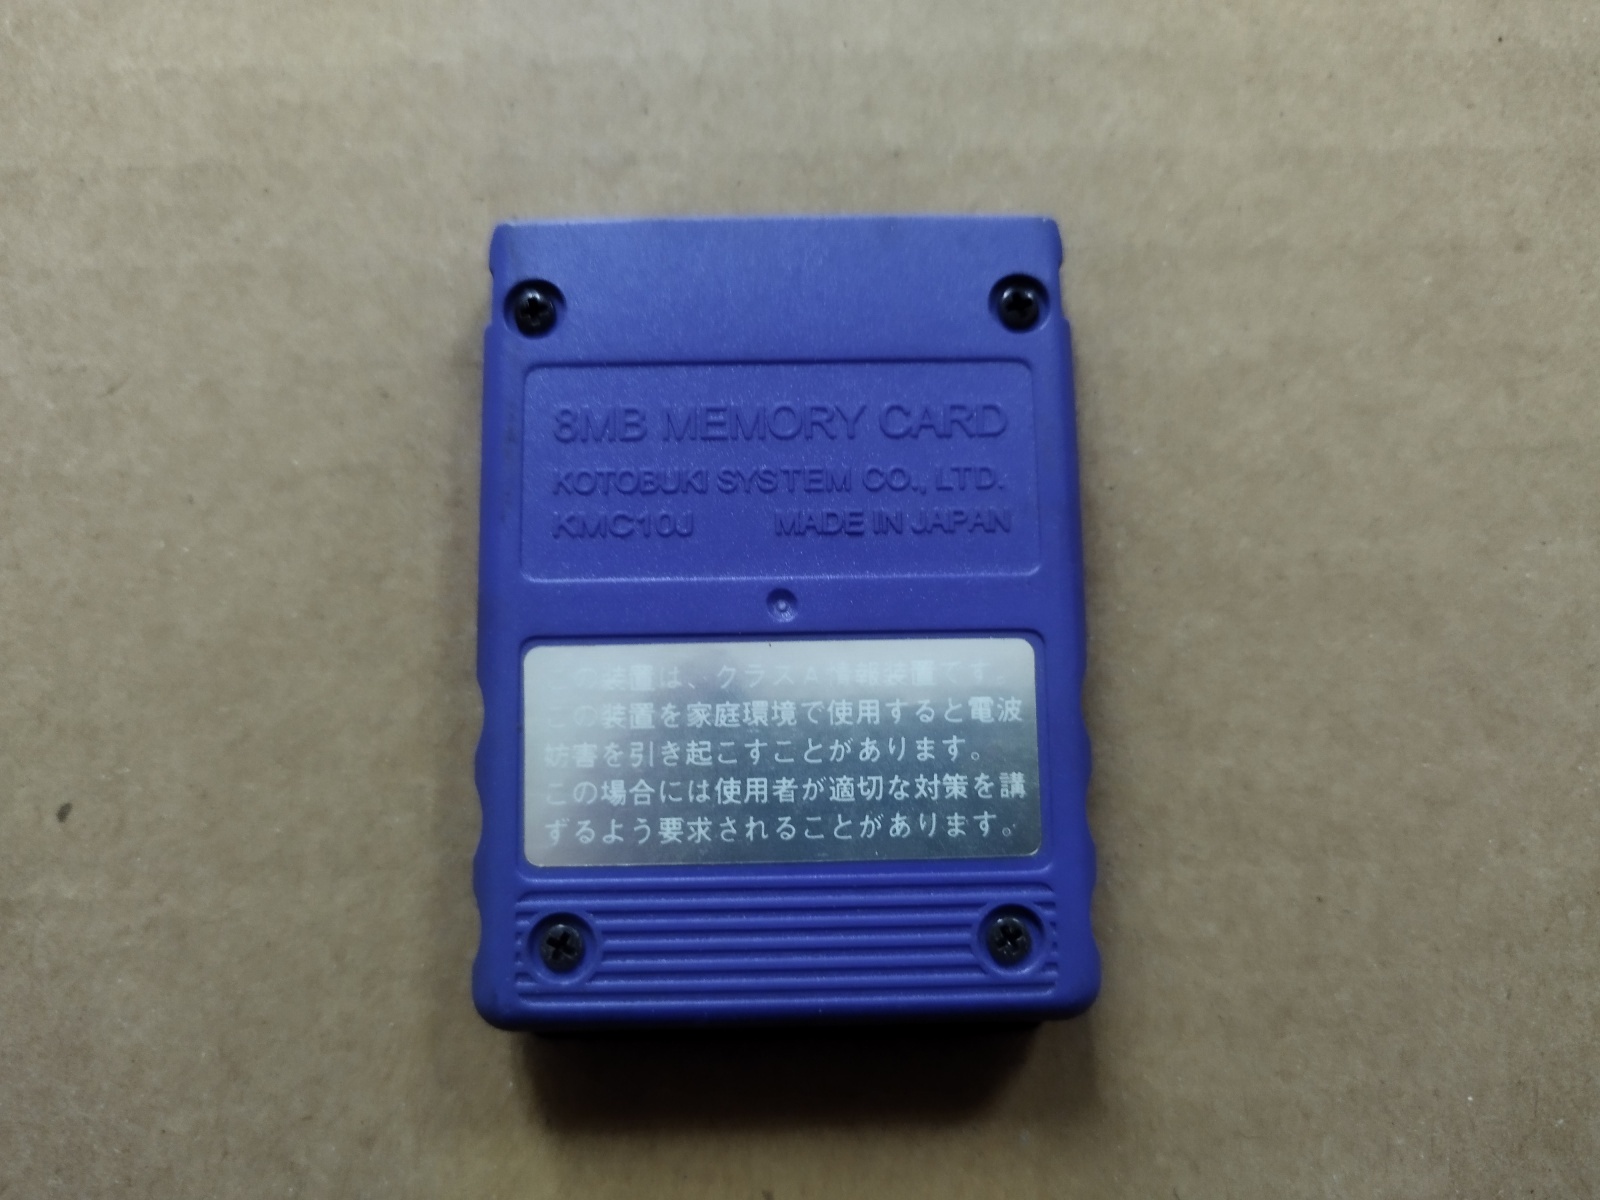 8MB MEMORY CARD
KOTOBUKI SYSTEM CO., LTD.
KMC10J MADE IN JAPAN
この装置は、クラスA情報装置です。
この装置を家庭環境で使用すると電波
妨害を引き起こすことがあります。
この場合には使用者が適切な対策を講
ずるよう要求されることがあります。